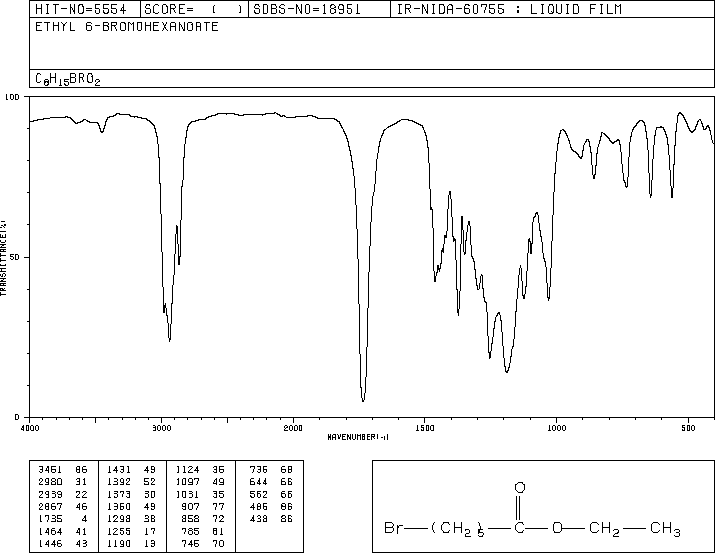 HIT-NO=5554 SCORE= ( ) SDBS-NO=18951 IR-NIDA-60755 : LIQUID FILM
ETHYL 6-BROMOHEXANOATE
C8H15BRO2
100
50
0
TRANSMITTANCE(%)
4000 3000 2000 1500 1000 500
WAVENUMBER(-1)
3461 86 1431 49 1124 36 736 68
2980 31 1392 52 1097 49 644 66
2939 22 1373 30 1031 35 562 66
2867 46 1350 49 907 77 486 86
1735 4 1298 38 858 72 438 86
1464 41 1255 17 785 81
1446 43 1190 13 746 70
O
Br—(CH2)5—C—O—CH2—CH3